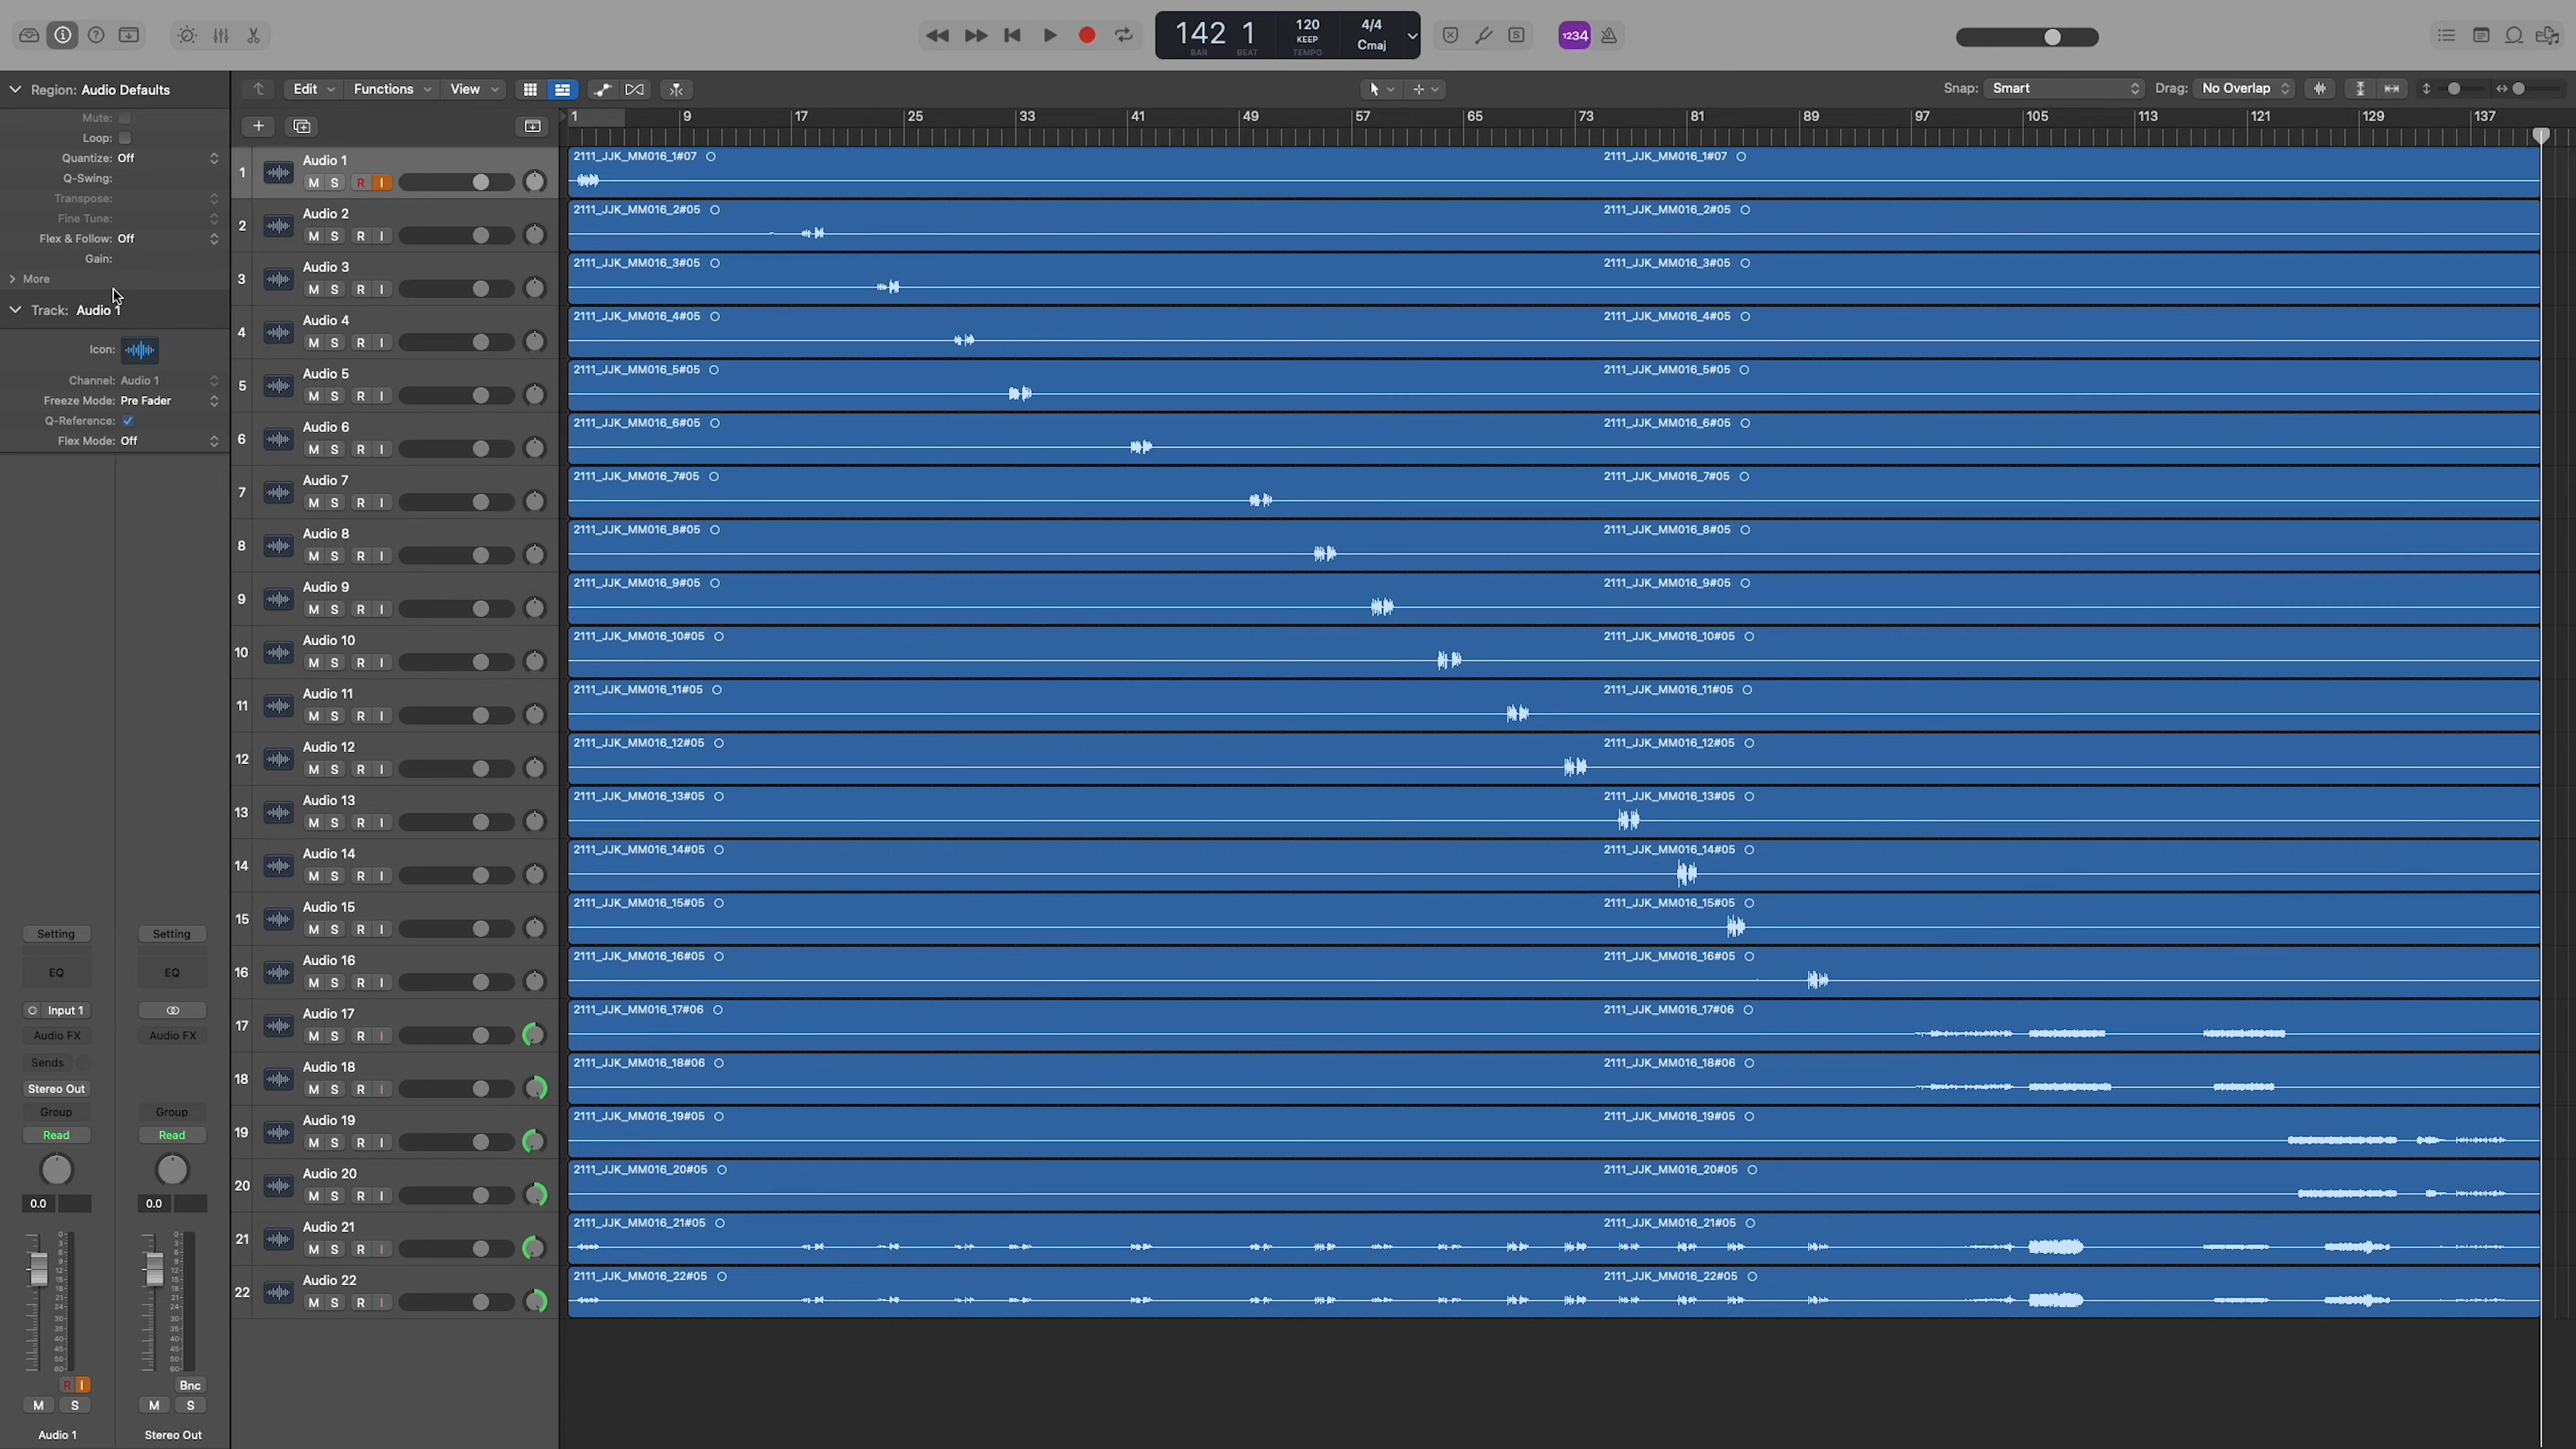 142 1 120 KEEP 4/4 Cmaj 1234
BAR BEAT TEMPO
Region: Audio Defaults
Edit Functions View Snap: Smart Drag: No Overlap
Mute:
Loop:
Quantize: Off
Q-Swing:
Transpose:
Fine Tune:
Flex & Follow: Off
Gain:
More
Track: Audio 1
Icon:
Channel: Audio 1
Freeze Mode: Pre Fader
Q-Reference:
Flex Mode: Off
1 9 17 25 33 41 49 57 65 73 81 89 97 105 113 121 129 137
1 Audio 1 M S R I 2111_JJK_MM016_1#07 2111_JJK_MM016_1#07
2 Audio 2 M S R I 2111_JJK_MM016_2#05 2111_JJK_MM016_2#05
3 Audio 3 M S R I 2111_JJK_MM016_3#05 2111_JJK_MM016_3#05
4 Audio 4 M S R I 2111_JJK_MM016_4#05 2111_JJK_MM016_4#05
5 Audio 5 M S R I 2111_JJK_MM016_5#05 2111_JJK_MM016_5#05
6 Audio 6 M S R I 2111_JJK_MM016_6#05 2111_JJK_MM016_6#05
7 Audio 7 M S R I 2111_JJK_MM016_7#05 2111_JJK_MM016_7#05
8 Audio 8 M S R I 2111_JJK_MM016_8#05 2111_JJK_MM016_8#05
9 Audio 9 M S R I 2111_JJK_MM016_9#05 2111_JJK_MM016_9#05
10 Audio 10 M S R I 2111_JJK_MM016_10#05 2111_JJK_MM016_10#05
11 Audio 11 M S R I 2111_JJK_MM016_11#05 2111_JJK_MM016_11#05
12 Audio 12 M S R I 2111_JJK_MM016_12#05 2111_JJK_MM016_12#05
13 Audio 13 M S R I 2111_JJK_MM016_13#05 2111_JJK_MM016_13#05
14 Audio 14 M S R I 2111_JJK_MM016_14#05 2111_JJK_MM016_14#05
15 Audio 15 M S R I 2111_JJK_MM016_15#05 2111_JJK_MM016_15#05
16 Audio 16 M S R I 2111_JJK_MM016_16#05 2111_JJK_MM016_16#05
17 Audio 17 M S R I 2111_JJK_MM016_17#06 2111_JJK_MM016_17#06
18 Audio 18 M S R I 2111_JJK_MM016_18#06 2111_JJK_MM016_18#06
19 Audio 19 M S R I 2111_JJK_MM016_19#05 2111_JJK_MM016_19#05
20 Audio 20 M S R I 2111_JJK_MM016_20#05 2111_JJK_MM016_20#05
21 Audio 21 M S R I 2111_JJK_MM016_21#05 2111_JJK_MM016_21#05
22 Audio 22 M S R I 2111_JJK_MM016_22#05 2111_JJK_MM016_22#05
Setting Setting
EQ EQ
Input 1
Audio FX Audio FX
Sends
Stereo Out
Group Group
Read Read
0.0 0.0
R I Bnc
M S M S
Audio 1 Stereo Out